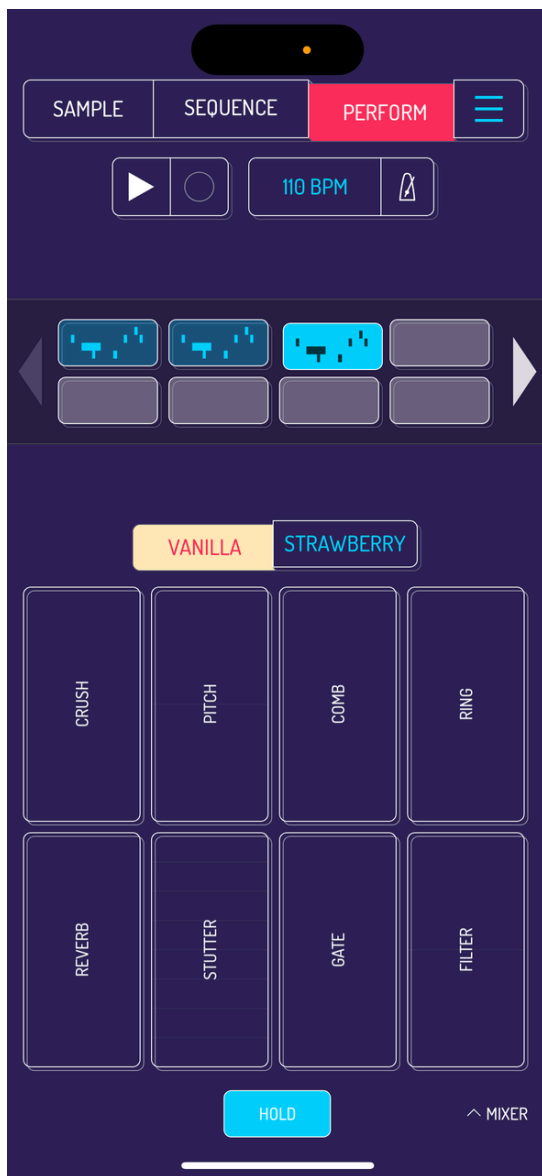 SAMPLE SEQUENCE PERFORM
110 BPM
VANILLA STRAWBERRY
CRUSH PITCH COMB RING
REVERB STUTTER GATE FILTER
HOLD MIXER